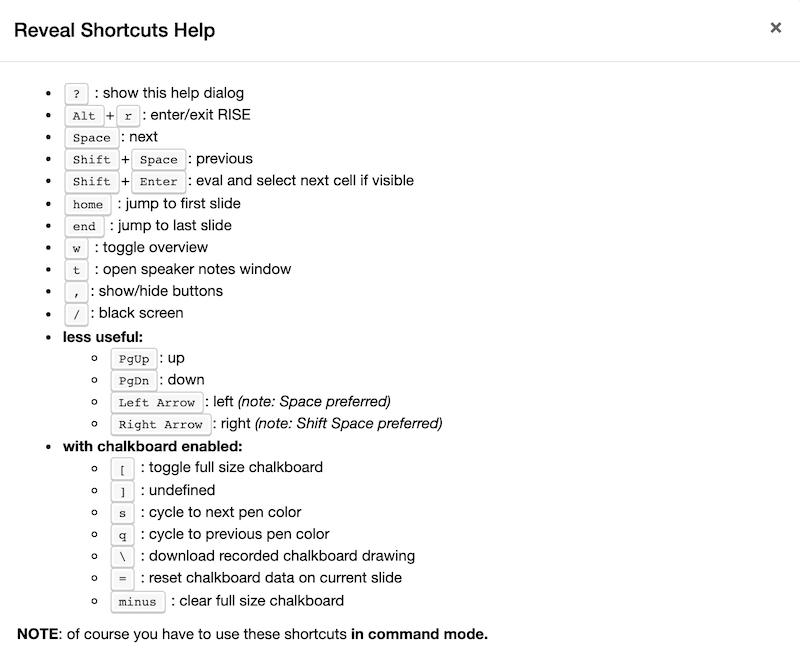 Reveal Shortcuts Help ×
? : show this help dialog
Alt + r : enter/exit RISE
Space : next
Shift + Space : previous
Shift + Enter : eval and select next cell if visible
home : jump to first slide
end : jump to last slide
w : toggle overview
t : open speaker notes window
, : show/hide buttons
/ : black screen
less useful:
PgUp : up
PgDn : down
Left Arrow : left (note: Space preferred)
Right Arrow : right (note: Shift Space preferred)
with chalkboard enabled:
[ : toggle full size chalkboard
] : undefined
s : cycle to next pen color
q : cycle to previous pen color
\ : download recorded chalkboard drawing
= : reset chalkboard data on current slide
minus : clear full size chalkboard
NOTE: of course you have to use these shortcuts in command mode.